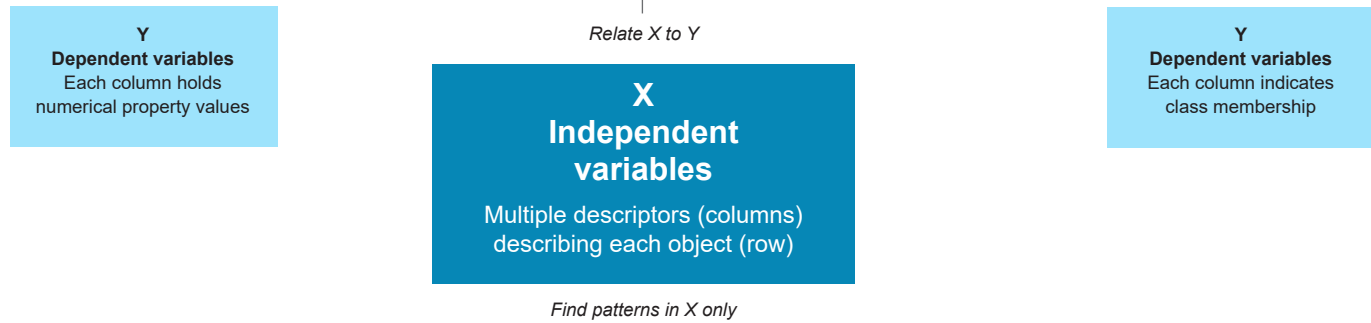 Y
Dependent variables
Each column holds
numerical property values
Relate X to Y
X
Independent
variables
Multiple descriptors (columns)
describing each object (row)
Find patterns in X only
Y
Dependent variables
Each column indicates
class membership